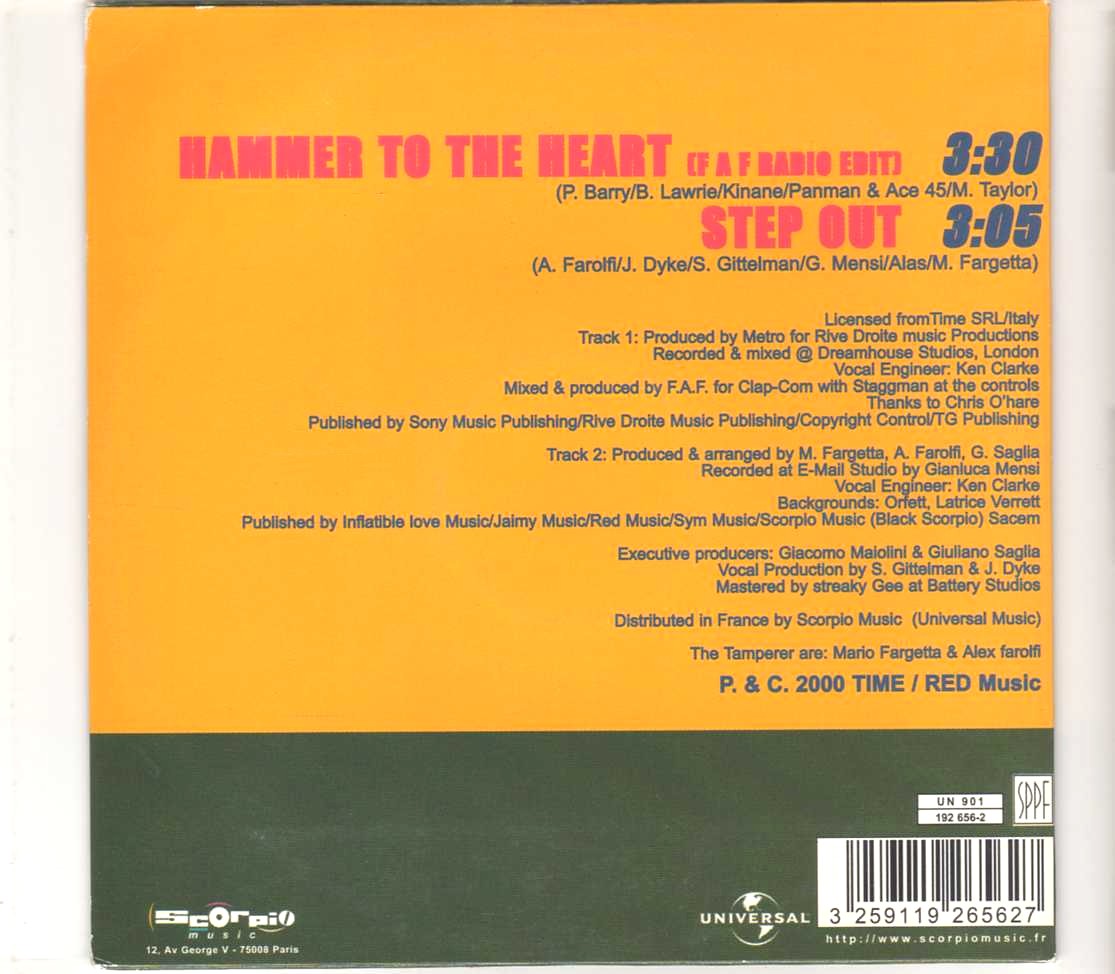 HAMMER TO THE HEART (F A F RADIO EDIT) 3:30
(P. Barry/B. Lawrie/Kinane/Panman & Ace 45/M. Taylor)
STEP OUT 3:05
(A. Farolfi/J. Dyke/S. Gittelman/G. Mensi/Alas/M. Fargetta)
Licensed fromTime SRL/Italy
Track 1: Produced by Metro for Rive Droite music Productions
Recorded & mixed @ Dreamhouse Studios, London
Vocal Engineer: Ken Clarke
Mixed & produced by F.A.F. for Clap-Com with Staggman at the controls
Thanks to Chris O'hare
Published by Sony Music Publishing/Rive Droite Music Publishing/Copyright Control/TG Publishing
Track 2: Produced & arranged by M. Fargetta, A. Farolfi, G. Saglia
Recorded at E-Mail Studio by Gianluca Mensi
Vocal Engineer: Ken Clarke
Backgrounds: Orfett, Latrice Verrett
Published by Inflatible love Music/Jaimy Music/Red Music/Sym Music/Scorpio Music (Black Scorpio) Sacem
Executive producers: Giacomo Maiolini & Giuliano Saglia
Vocal Production by S. Gittelman & J. Dyke
Mastered by streaky Gee at Battery Studios
Distributed in France by Scorpio Music (Universal Music)
The Tamperer are: Mario Fargetta & Alex farolfi
P. & C. 2000 TIME / RED Music
UN 901
192 656-2
SPPF
scorpio
music
12, Av George V - 75008 Paris
UNIVERSAL
3 259119 265627
http://www.scorpiomusic.fr